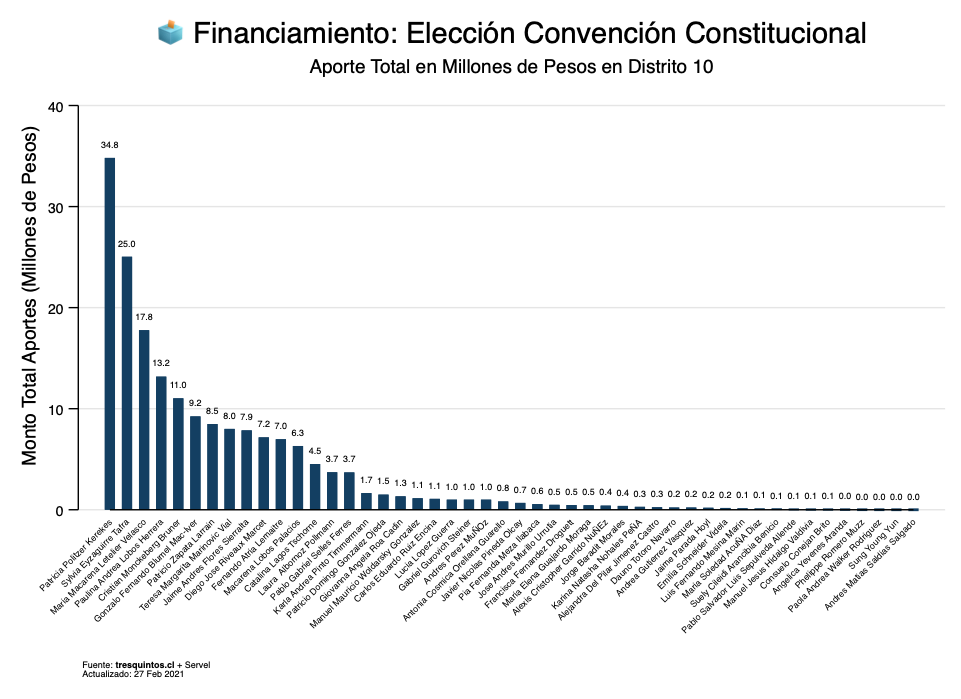 Financiamiento: Elección Convención Constitucional
Aporte Total en Millones de Pesos en Distrito 10
Monto Total Aportes (Millones de Pesos)
40
30
20
10
0
34.8
25.0
17.8
13.2
11.0
9.2
8.5
8.0
7.9
7.2
7.0
6.3
4.5
3.7
3.7
1.7
1.5
1.3
1.1
1.1
1.0
1.0
1.0
0.8
0.7
0.6
0.5
0.5
0.5
0.4
0.4
0.3
0.3
0.2
0.2
0.2
0.2
0.1
0.1
0.1
0.1
0.1
0.1
0.0
0.0
0.0
0.0
0.0
Patricia Politzer Kerekes
Sylvia Eyzaguirre Tafra
Maria Macarena Letelier Velasco
Paulina Andrea Lobos Herrera
Cristian Monckeberg Bruner
Gonzalo Fernando Blumel Mac-Iver
Patricio Zapata Larraín
Teresa Margarita Marinovic Vial
Jaime Andres Flores Sierralta
Diego Jose Riveaux Marcet
Fernando Atria Lemaitre
Macarena Lobos Palacios
Catalina Lagos Tschorne
Laura Albornoz Pollmann
Pablo Gabriel Selles Ferres
Karla Andrea Pinto Timmermann
Patricio Domingo Gonzalez Ojeda
Giovanna Angela Roa Cadin
Manuel Mauricio Woldarsky Gonzalez
Carlos Eduardo Ruiz Encina
Lucia Lopez Guerra
Gabriel Gurovich Steiner
Andres Perez MuÑOz
Antonia Cosmica Orellana Guarello
Javier Nicolas Pineda Olcay
Pia Fernanda Meza Ilabaca
Jose Andres Murillo Urrutia
Francisca Fernandez Droguett
Maria Elena Guajardo Moraga
Alexis Cristopher Garrido NúÑEz
Jorge Baradit Morales
Karina Natasha Nohales PeÑA
Alejandra Del Pilar Jimenez Castro
Dauno Tótoro Navarro
Andrea Gutierrez Vasquez
Jaime Parada Hoyl
Emilia Schneider Videla
Luis Fernando Mesina Marin
Maria Soledad AcuÑA Diaz
Suely Cileidi Arancibia Benicio
Pablo Salvador Luis Sepulveda Allende
Manuel Jesus Hidalgo Valdivia
Consuelo Conejan Brito
Angelica Yevenes Aranda
Phelippe Romero Muzz
Paola Andrea Walker Rodriguez
Sung Young Yun
Andres Matias Saldias Salgado
Fuente: tresquintos.cl + Servel
Actualizado: 27 Feb 2021